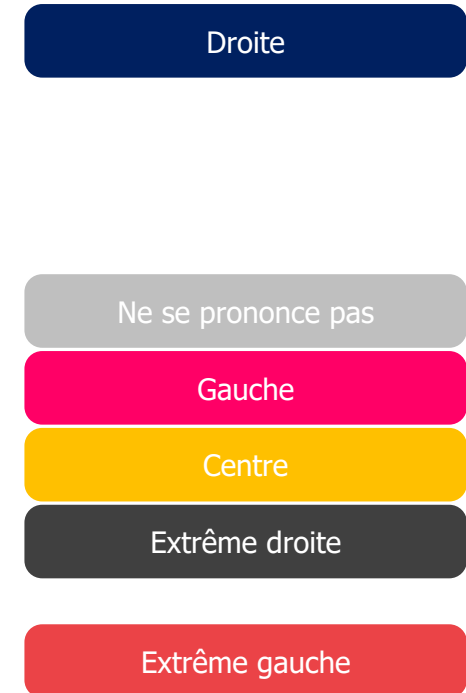 Droite
Ne se prononce pas
Gauche
Centre
Extrême droite
Extrême gauche